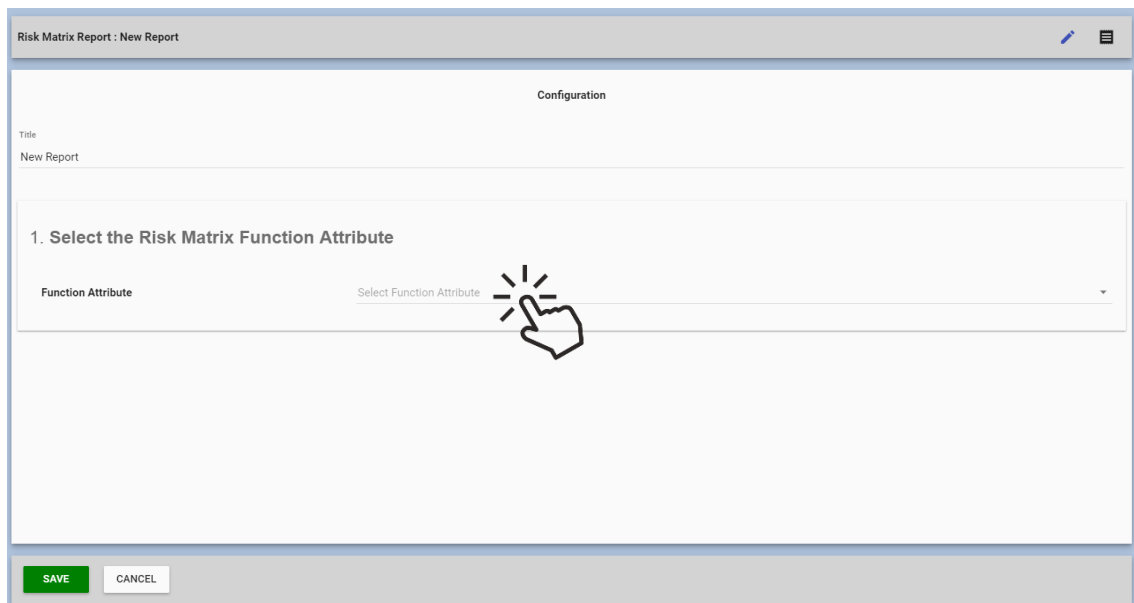 Risk Matrix Report : New Report
Configuration
Title
New Report
1. Select the Risk Matrix Function Attribute
Function Attribute
Select Function Attribute
SAVE
CANCEL